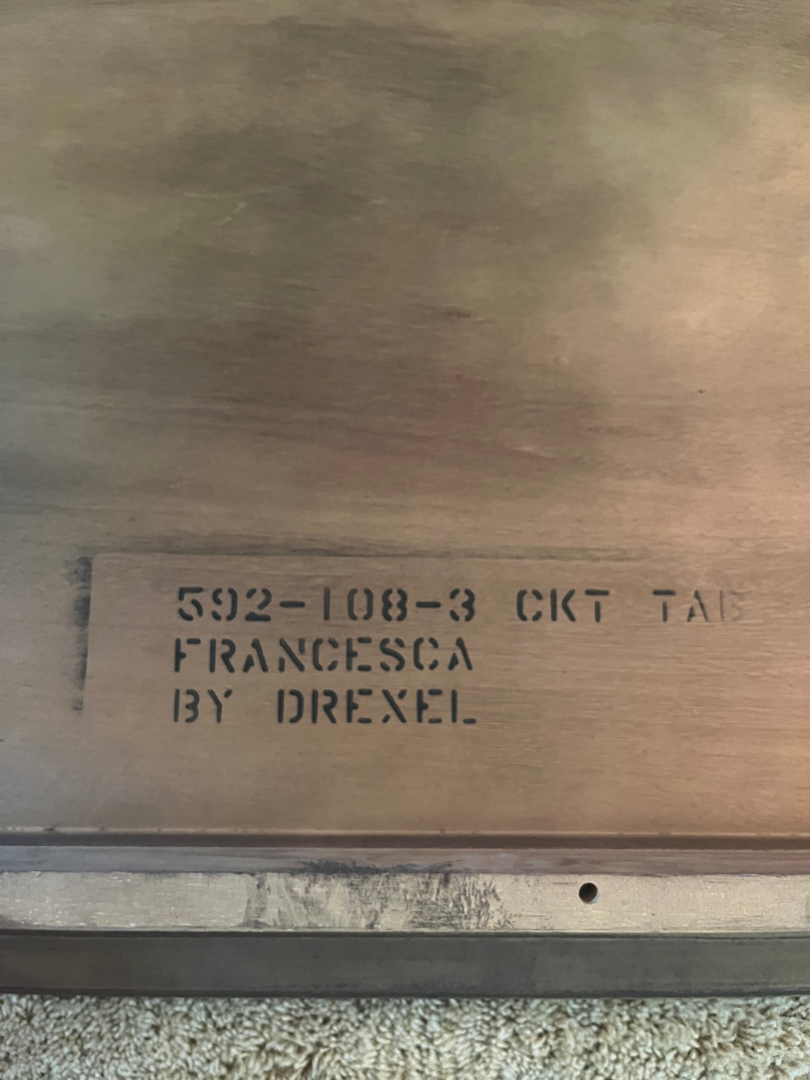 592-108-3 CKT TAB
FRANCESCA
BY DREXEL